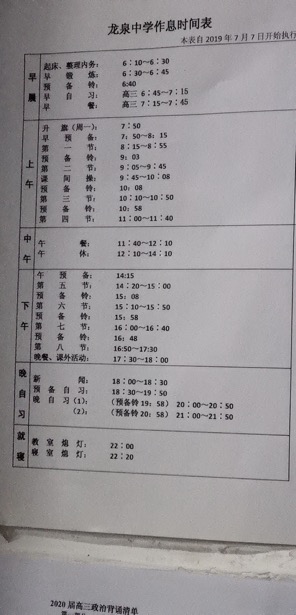 龙泉中学作息时间表
本表自 2019 年 7 月 7 日开始执行
早晨
起床、整理内务: 6:10~6:30
早 锻 炼: 6:30~6:45
预 备 铃: 6:40
早 自 习: 高三 6:45~7:15
早 餐: 高三 7:15~7:45
上午
升 旗(周一): 7:50
早 预 备: 7:50~8:15
第 一 节: 8:15~8:55
预 备 铃: 9:03
第 二 节: 9:05~9:45
课 间 操: 9:45~10:08
预 备 铃: 10:08
第 三 节: 10:10~10:50
预 备 铃: 10:58
第 四 节: 11:00~11:40
中午
午 餐: 11:40~12:10
午 休: 12:10~14:10
下午
午 预 备: 14:15
第 五 节: 14:20~15:00
预 备 铃: 15:08
第 六 节: 15:10~15:50
预 备 铃: 15:58
第 七 节: 16:00~16:40
预 备 铃: 16:48
第 八 节: 16:50~17:30
晚餐、课外活动: 17:30~18:00
晚自习
新 闻: 18:00~18:30
预 备 自 习: 18:30~19:50
晚 自 习(1): (预备铃 19:58) 20:00~20:50
(2): (预备铃 20:58) 21:00~21:50
就寝
教 室 熄 灯: 22:00
寝 室 熄 灯: 22:20
2020 届高三政治背诵清单